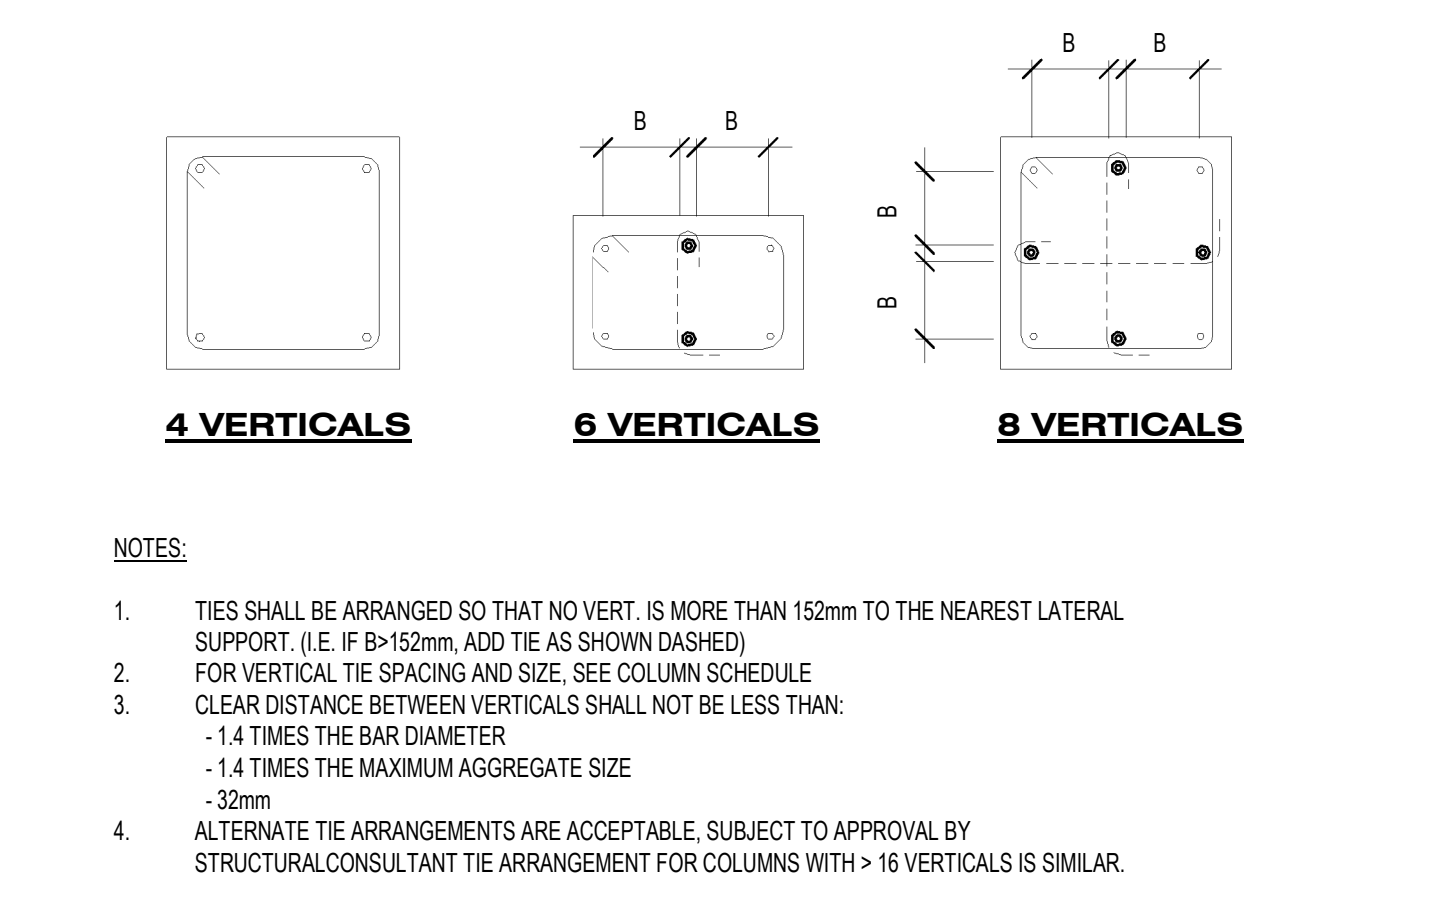 B B
B B
B
B
4 VERTICALS
6 VERTICALS
8 VERTICALS
NOTES:
1. TIES SHALL BE ARRANGED SO THAT NO VERT. IS MORE THAN 152mm TO THE NEAREST LATERAL
SUPPORT. (I.E. IF B>152mm, ADD TIE AS SHOWN DASHED)
2. FOR VERTICAL TIE SPACING AND SIZE, SEE COLUMN SCHEDULE
3. CLEAR DISTANCE BETWEEN VERTICALS SHALL NOT BE LESS THAN:
- 1.4 TIMES THE BAR DIAMETER
- 1.4 TIMES THE MAXIMUM AGGREGATE SIZE
- 32mm
4. ALTERNATE TIE ARRANGEMENTS ARE ACCEPTABLE, SUBJECT TO APPROVAL BY
STRUCTURALCONSULTANT TIE ARRANGEMENT FOR COLUMNS WITH > 16 VERTICALS IS SIMILAR.